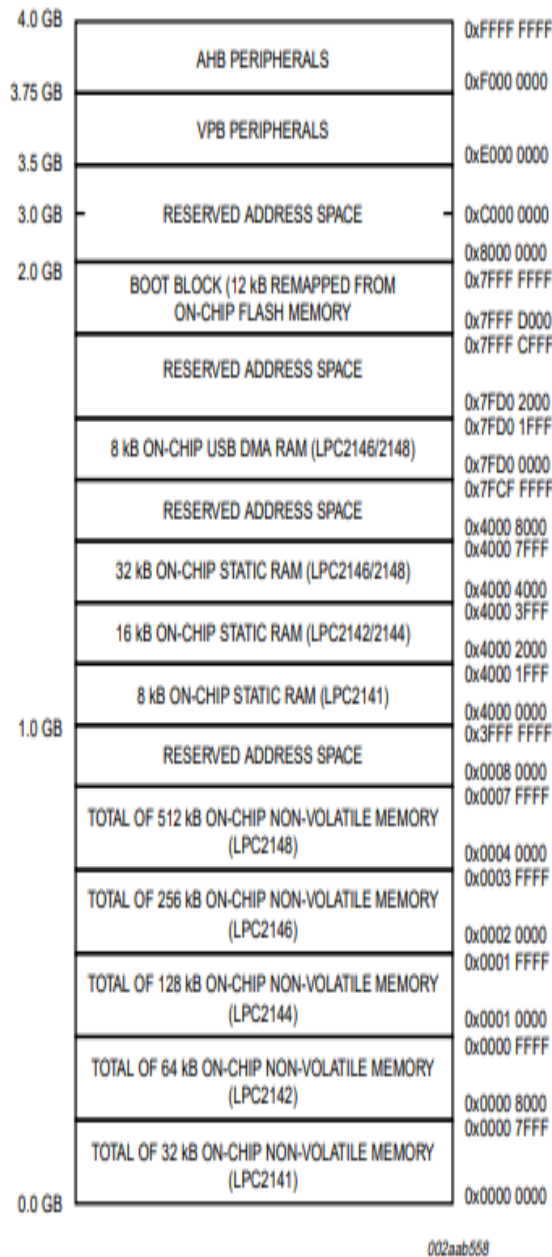 4.0 GB
0xFFFF FFFF
AHB PERIPHERALS
3.75 GB
0xF000 0000
VPB PERIPHERALS
3.5 GB
0xE000 0000
3.0 GB
RESERVED ADDRESS SPACE
0xC000 0000
0x8000 0000
2.0 GB
0x7FFF FFFF
BOOT BLOCK (12 kB REMAPPED FROM
ON-CHIP FLASH MEMORY
0x7FFF D000
0x7FFF CFFF
RESERVED ADDRESS SPACE
0x7FD0 2000
0x7FD0 1FFF
8 kB ON-CHIP USB DMA RAM (LPC2146/2148)
0x7FD0 0000
0x7FCF FFFF
RESERVED ADDRESS SPACE
0x4000 8000
0x4000 7FFF
32 kB ON-CHIP STATIC RAM (LPC2146/2148)
0x4000 4000
0x4000 3FFF
16 kB ON-CHIP STATIC RAM (LPC2142/2144)
0x4000 2000
0x4000 1FFF
8 kB ON-CHIP STATIC RAM (LPC2141)
0x4000 0000
1.0 GB
0x3FFF FFFF
RESERVED ADDRESS SPACE
0x0008 0000
0x0007 FFFF
TOTAL OF 512 kB ON-CHIP NON-VOLATILE MEMORY
(LPC2148)
0x0004 0000
0x0003 FFFF
TOTAL OF 256 kB ON-CHIP NON-VOLATILE MEMORY
(LPC2146)
0x0002 0000
0x0001 FFFF
TOTAL OF 128 kB ON-CHIP NON-VOLATILE MEMORY
(LPC2144)
0x0001 0000
0x0000 FFFF
TOTAL OF 64 kB ON-CHIP NON-VOLATILE MEMORY
(LPC2142)
0x0000 8000
0x0000 7FFF
TOTAL OF 32 kB ON-CHIP NON-VOLATILE MEMORY
(LPC2141)
0.0 GB
0x0000 0000
002aab558